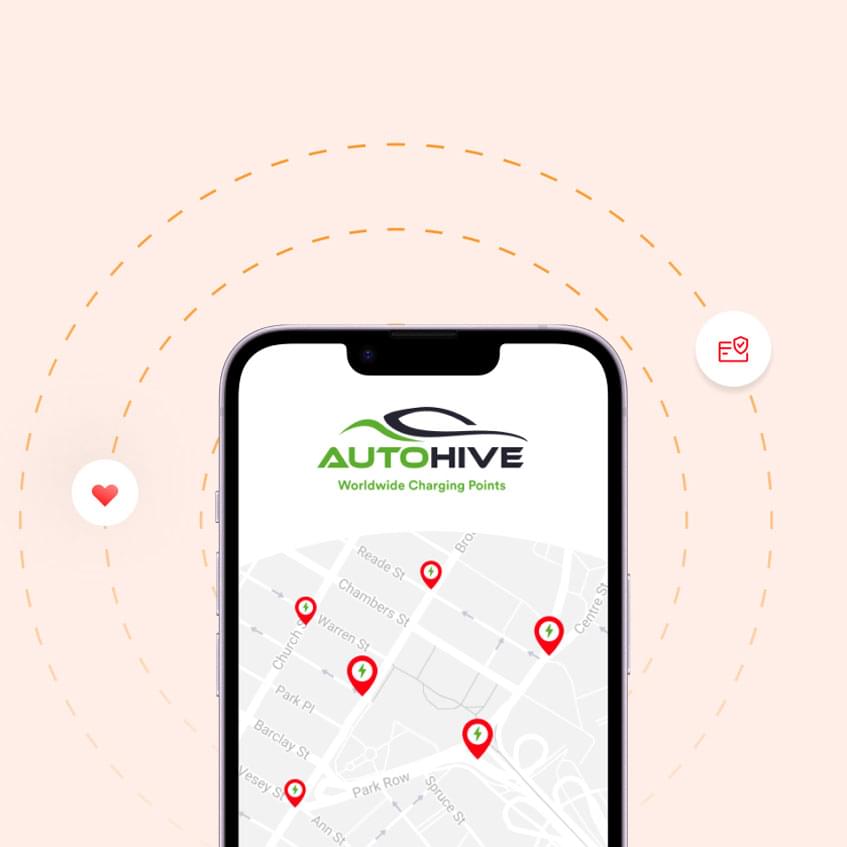 AUTOHIVE
Worldwide Charging Points
Reade St
Bro
Chambers St
Centre St
Warren St
Church S
Park Pl
Barclay St
Vesey St
Park Row
Spruce St
Ann St